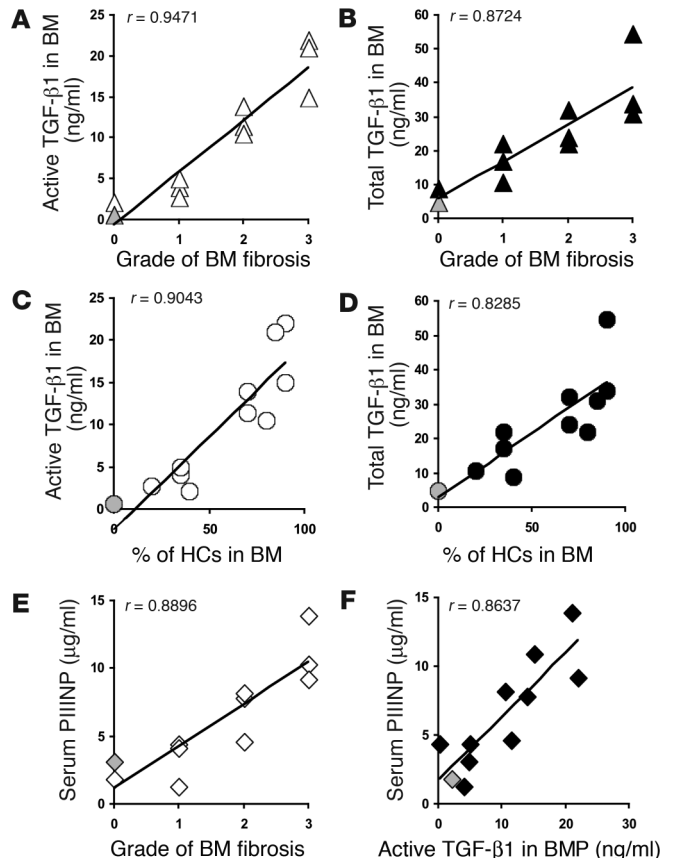 A
r = 0.9471
Active TGF-β1 in BM
(ng/ml)
25
20
15
10
5
0
0 1 2 3
Grade of BM fibrosis
B
r = 0.8724
Total TGF-β1 in BM
(ng/ml)
60
50
40
30
20
10
0
0 1 2 3
Grade of BM fibrosis
C
r = 0.9043
Active TGF-β1 in BM
(ng/ml)
25
20
15
10
5
0
0 50 100
% of HCs in BM
D
r = 0.8285
Total TGF-β1 in BM
(ng/ml)
60
50
40
30
20
10
0
0 50 100
% of HCs in BM
E
r = 0.8896
Serum PIIINP (μg/ml)
15
10
5
0
0 1 2 3
Grade of BM fibrosis
F
r = 0.8637
Serum PIIINP (μg/ml)
15
10
5
0
0 10 20 30
Active TGF-β1 in BMP (ng/ml)